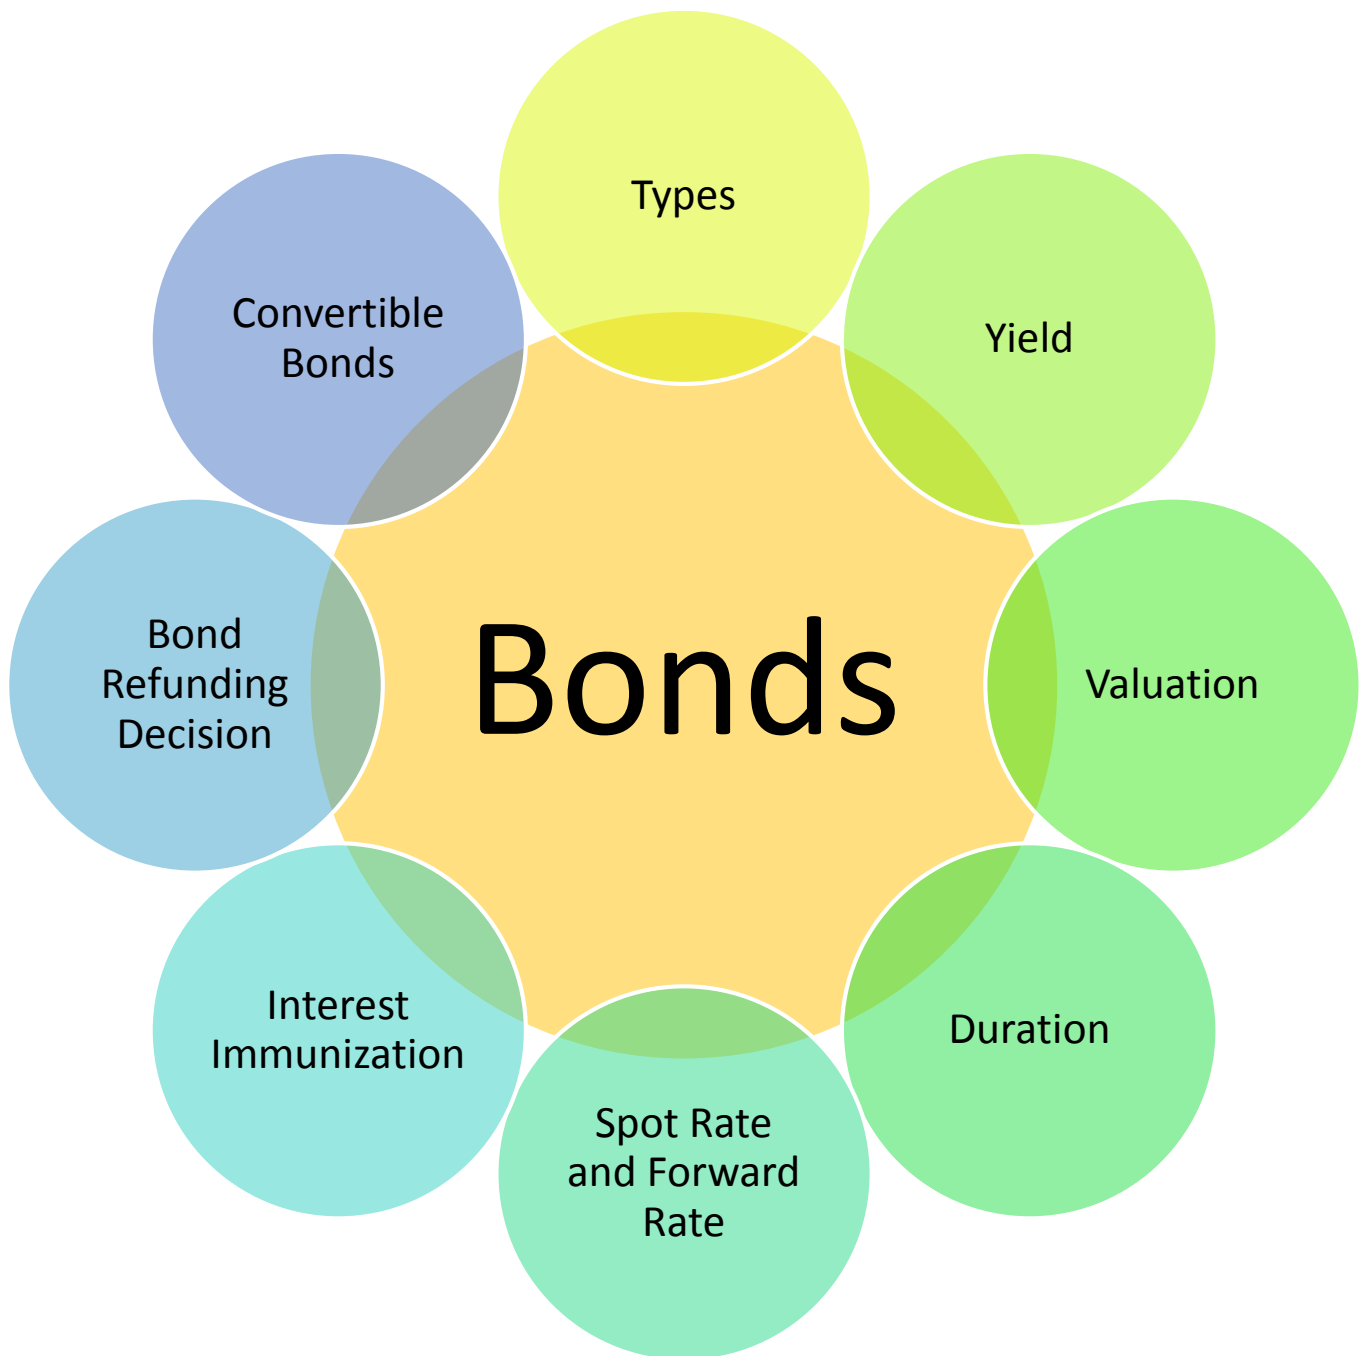 Types
Yield
Valuation
Duration
Spot Rate
and Forward
Rate
Interest
Immunization
Bond
Refunding
Decision
Convertible
Bonds
Bonds